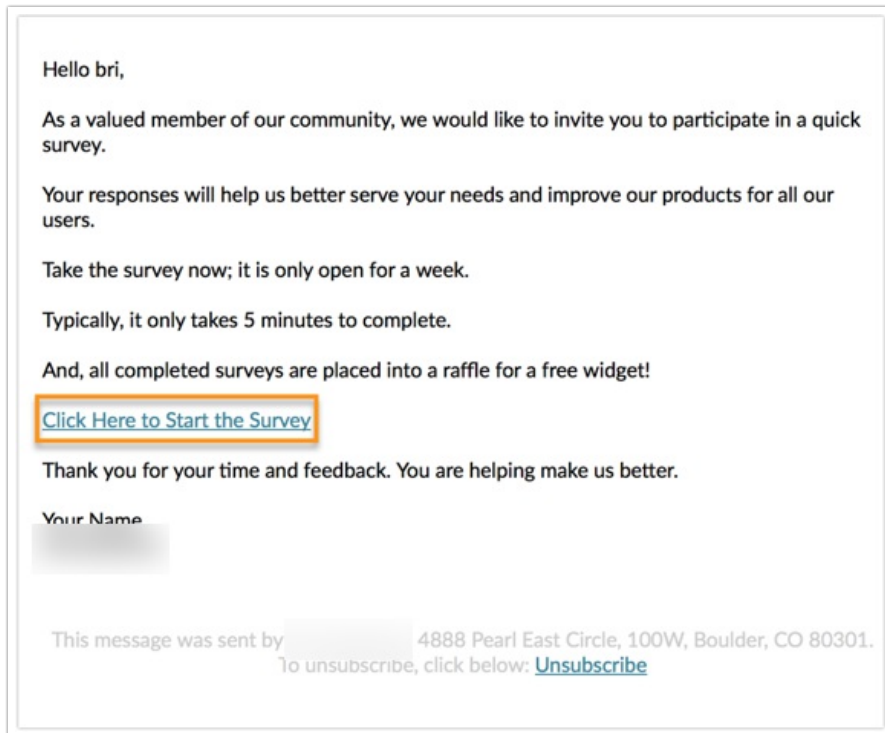 Hello bri,
As a valued member of our community, we would like to invite you to participate in a quick
survey.
Your responses will help us better serve your needs and improve our products for all our
users.
Take the survey now; it is only open for a week.
Typically, it only takes 5 minutes to complete.
And, all completed surveys are placed into a raffle for a free widget!
Click Here to Start the Survey
Thank you for your time and feedback. You are helping make us better.
Your Name
This message was sent by 4888 Pearl East Circle, 100W, Boulder, CO 80301.
To unsubscribe, click below: Unsubscribe